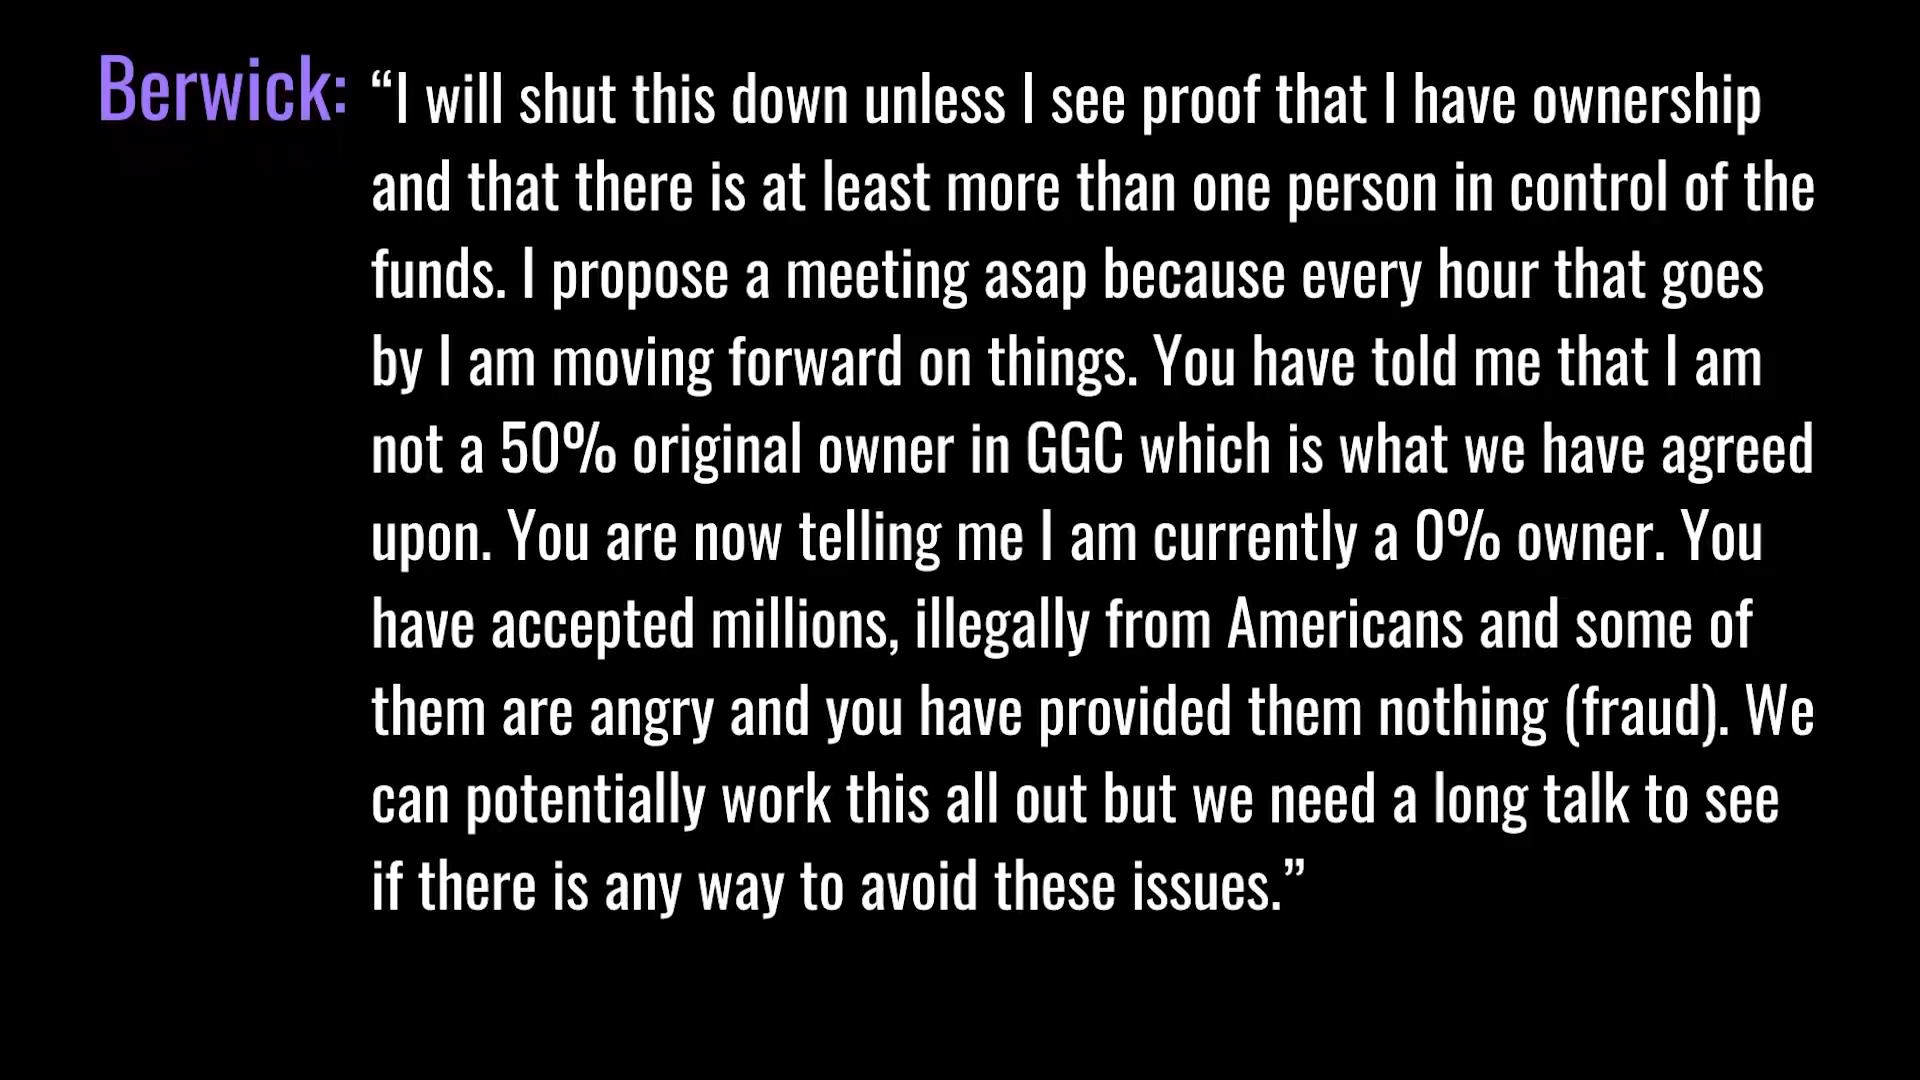 Berwick: “I will shut this down unless I see proof that I have ownership
and that there is at least more than one person in control of the
funds. I propose a meeting asap because every hour that goes
by I am moving forward on things. You have told me that I am
not a 50% original owner in GGC which is what we have agreed
upon. You are now telling me I am currently a 0% owner. You
have accepted millions, illegally from Americans and some of
them are angry and you have provided them nothing (fraud). We
can potentially work this all out but we need a long talk to see
if there is any way to avoid these issues.”